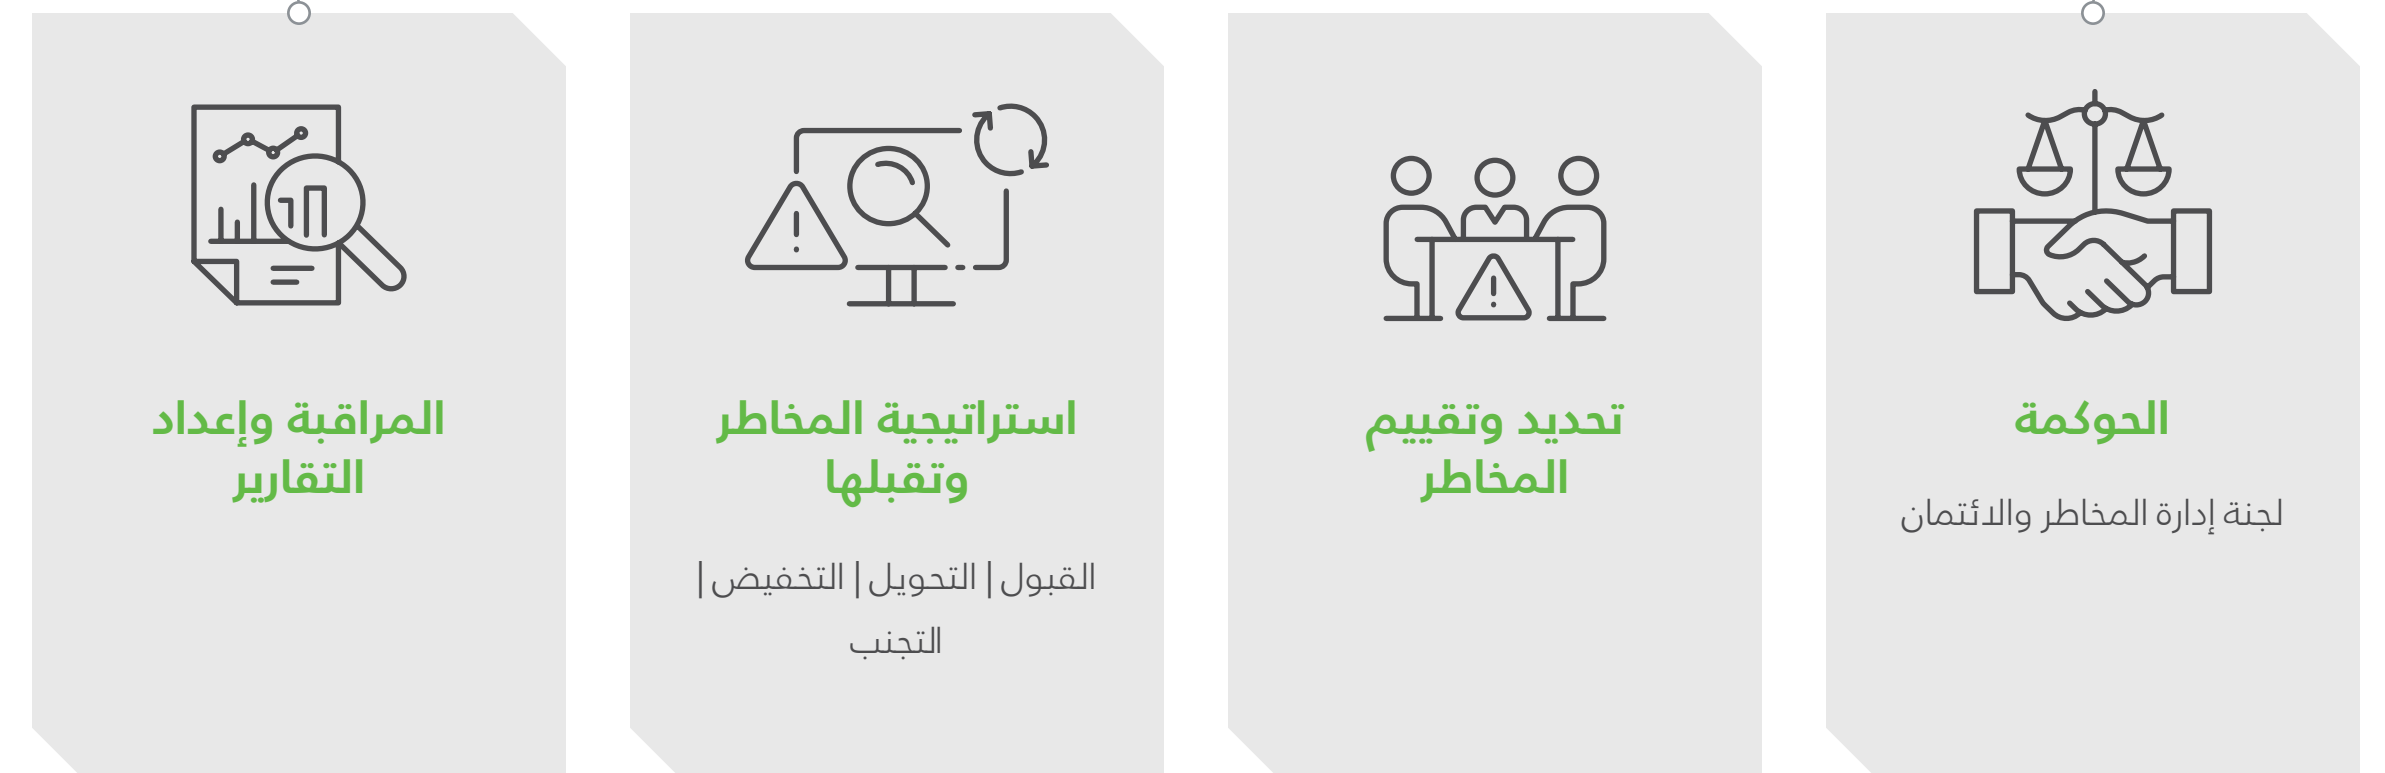 الحوكمة
لجنة إدارة المخاطر والائتمان
تحديد وتقييم
المخاطر
استراتيجية المخاطر
وتقبلها
القبول | التحويل | التخفيض |
التجنب
المراقبة وإعداد
التقارير